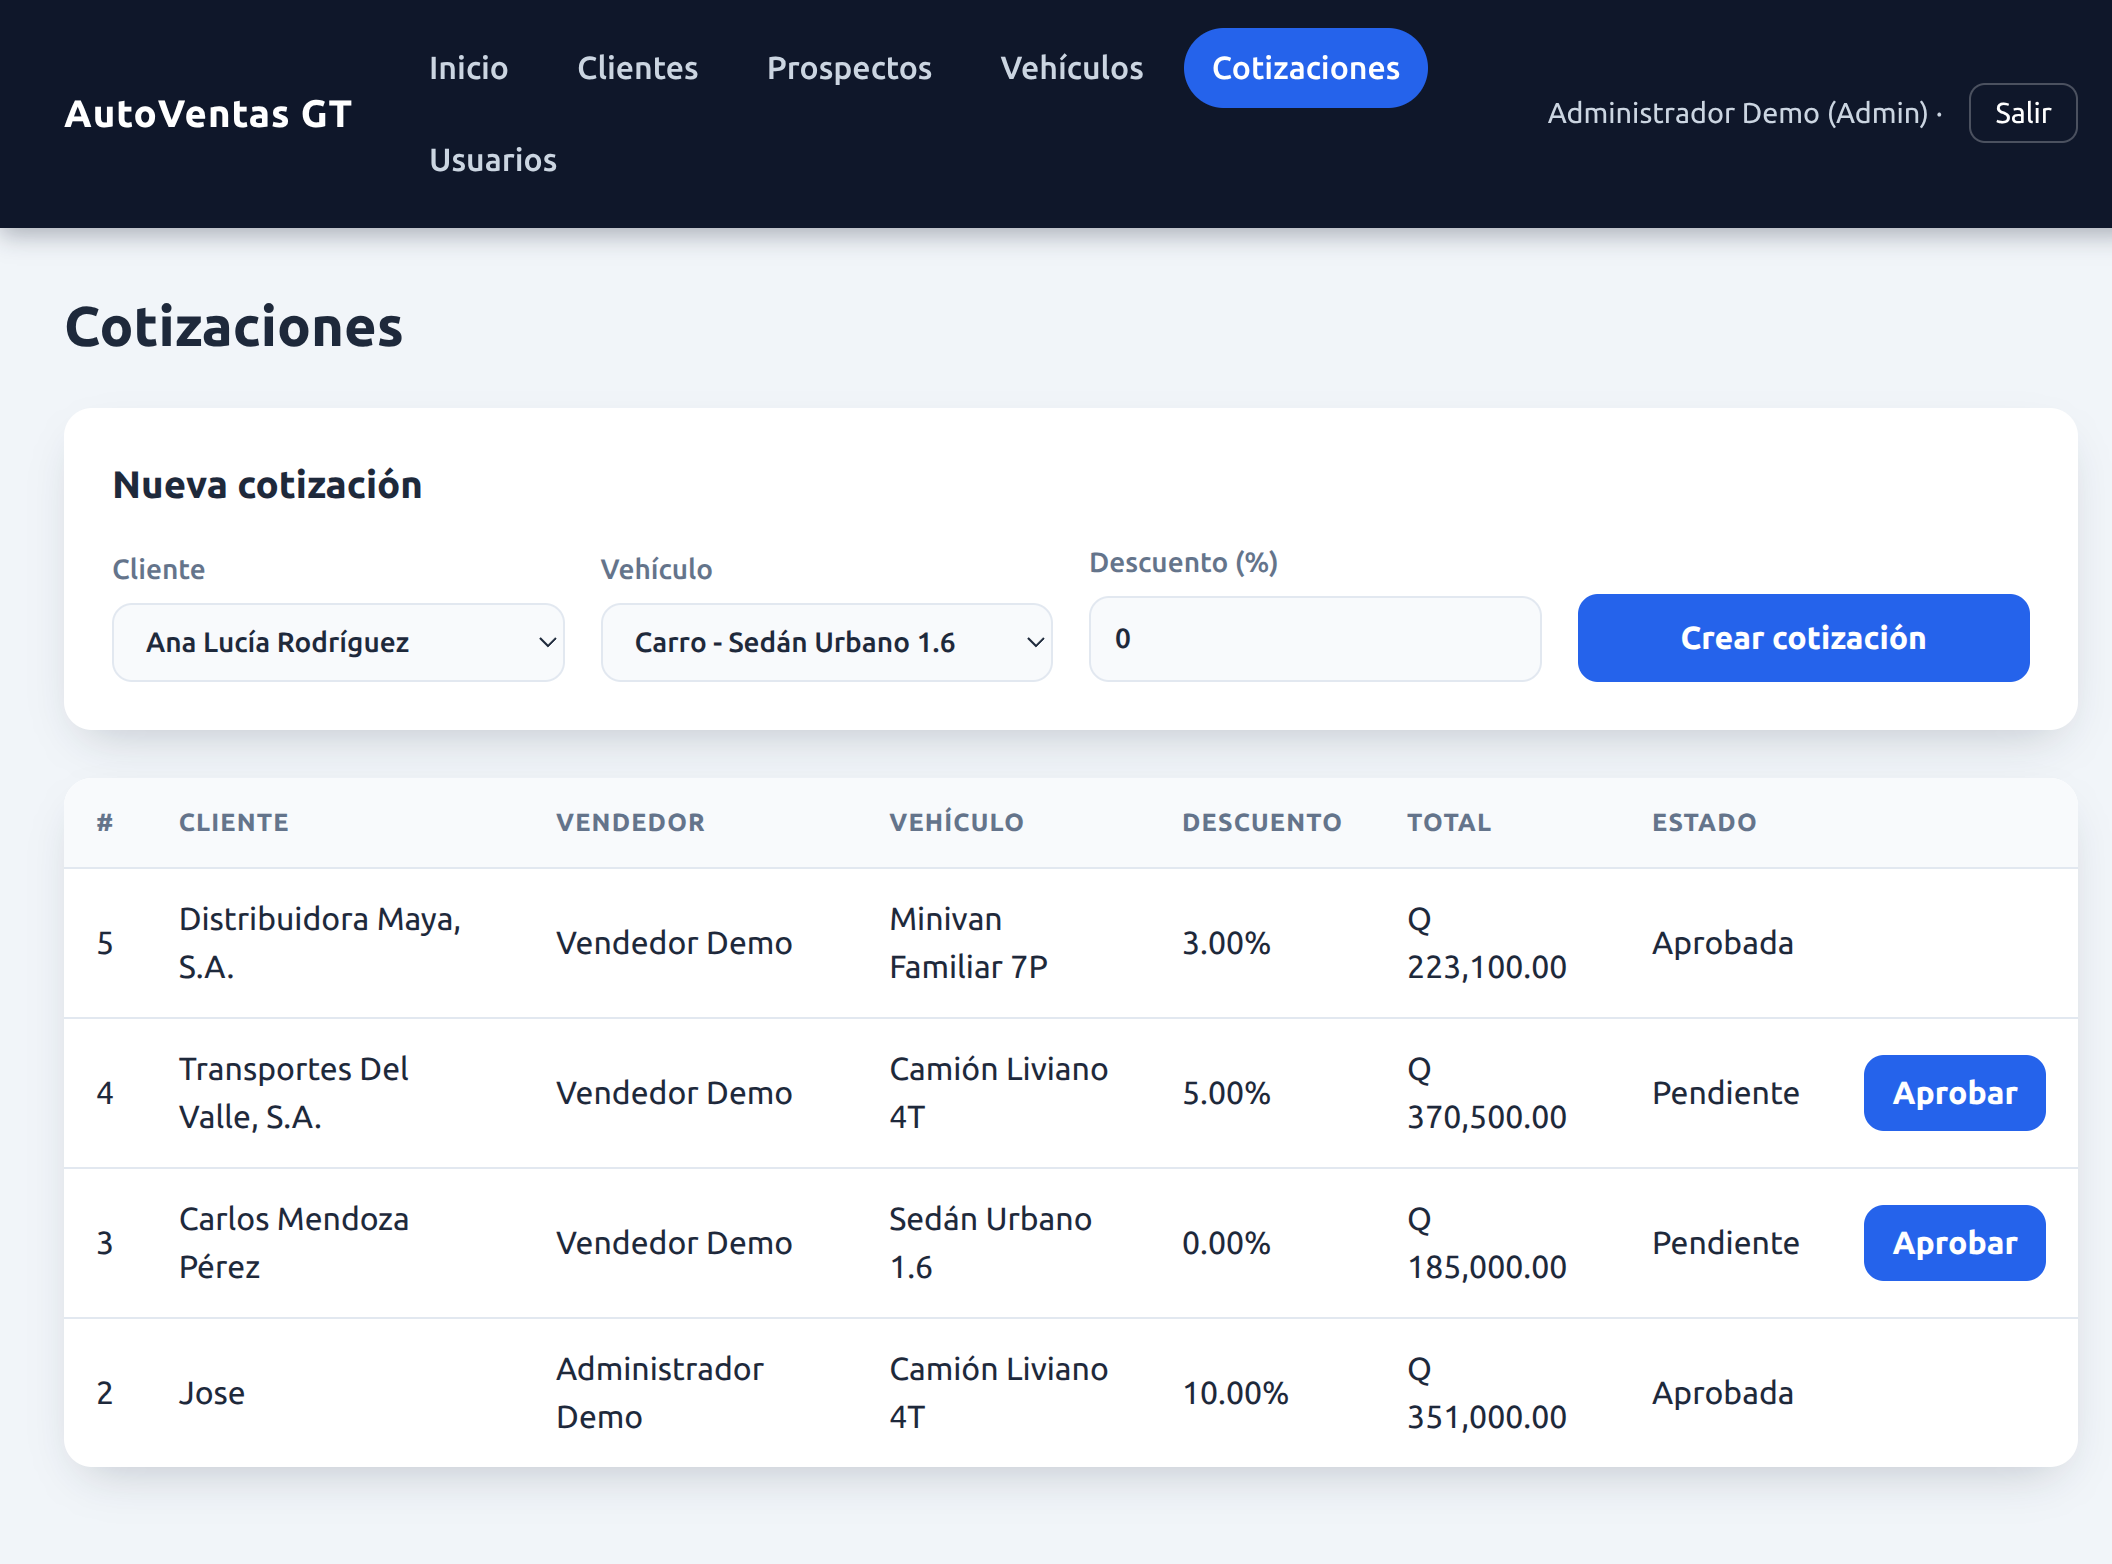 AutoVentas GT
Inicio
Clientes
Prospectos
Vehículos
Cotizaciones
Usuarios
Administrador Demo (Admin) ·
Salir
Cotizaciones
Nueva cotización
Cliente
Vehículo
Descuento (%)
Ana Lucía Rodríguez
Carro - Sedán Urbano 1.6
0
Crear cotización
# CLIENTE VENDEDOR VEHÍCULO DESCUENTO TOTAL ESTADO
5
Distribuidora Maya,
S.A.
Vendedor Demo
Minivan
Familiar 7P
3.00%
Q
223,100.00
Aprobada
4
Transportes Del
Valle, S.A.
Vendedor Demo
Camión Liviano
4T
5.00%
Q
370,500.00
Pendiente
Aprobar
3
Carlos Mendoza
Pérez
Vendedor Demo
Sedán Urbano
1.6
0.00%
Q
185,000.00
Pendiente
Aprobar
2
Jose
Administrador
Demo
Camión Liviano
4T
10.00%
Q
351,000.00
Aprobada